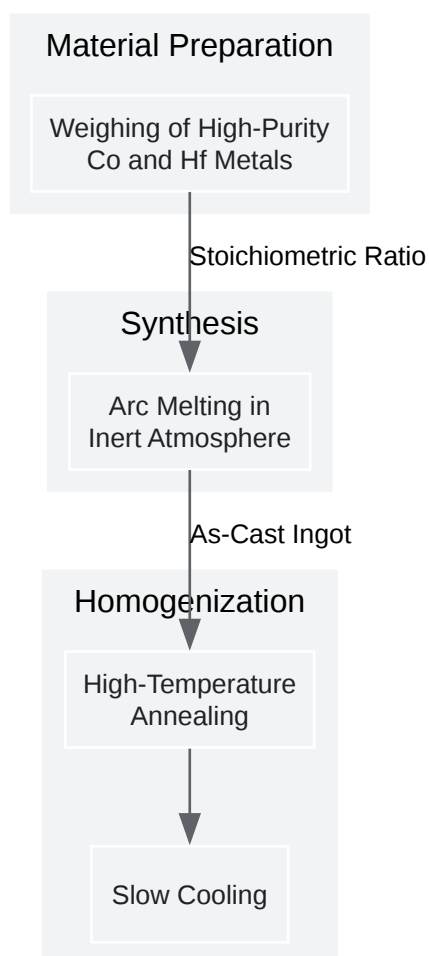 Material Preparation
Weighing of High-Purity
Co and Hf Metals
Stoichiometric Ratio
Synthesis
Arc Melting in
Inert Atmosphere
As-Cast Ingot
Homogenization
High-Temperature
Annealing
Slow Cooling